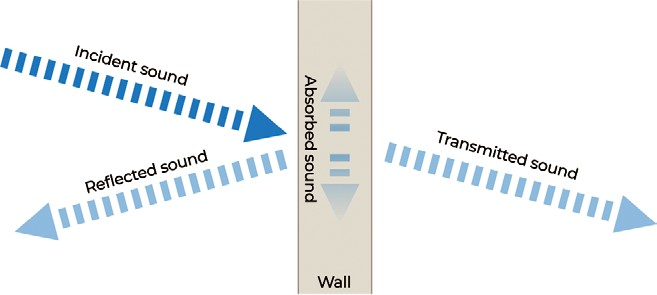 Incident sound
Reflected sound
Absorbed sound
Transmitted sound
Wall